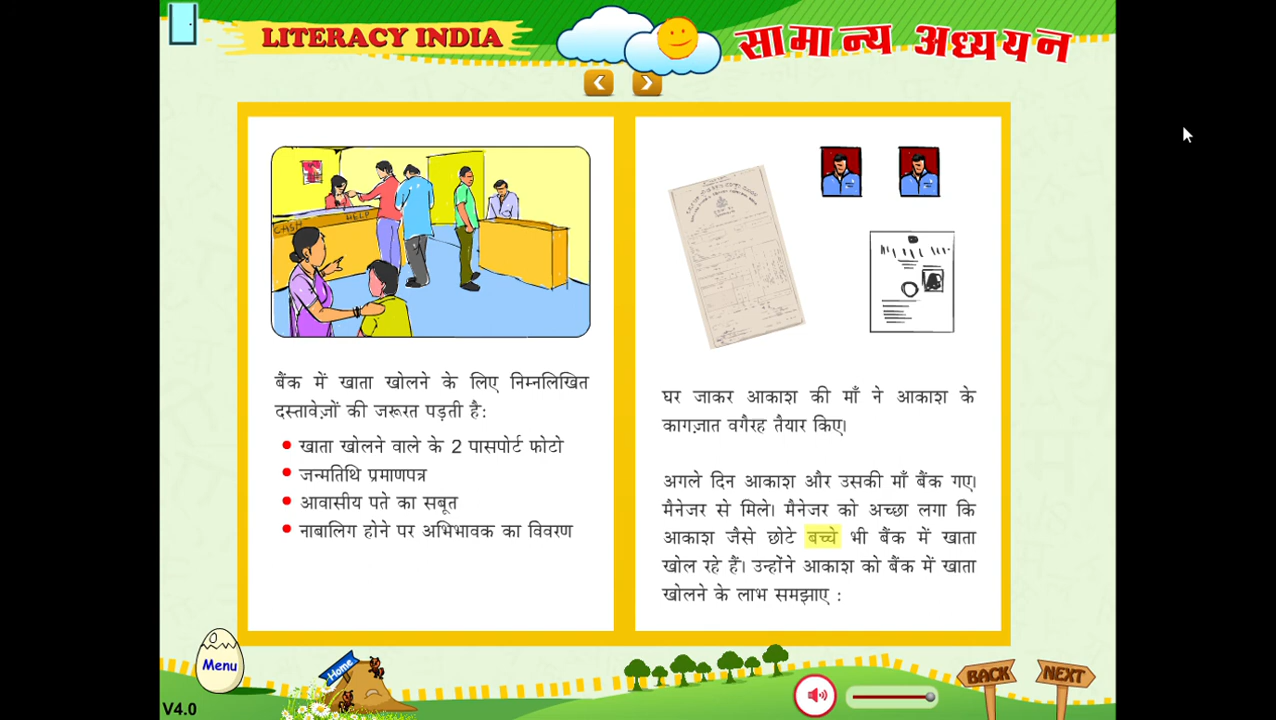 LITERACY INDIA
सामान्य अध्ययन
CASH
HELP
बैंक में खाता खोलने के लिए निम्नलिखित
दस्तावेज़ों की जरूरत पड़ती है:
खाता खोलने वाले के 2 पासपोर्ट फोटो
जन्मतिथि प्रमाणपत्र
आवासीय पते का सबूत
नाबालिग होने पर अभिभावक का विवरण
घर जाकर आकाश की माँ ने आकाश के
कागज़ात वगैरह तैयार किए।
अगले दिन आकाश और उसकी माँ बैंक गए।
मैनेजर से मिले। मैनेजर को अच्छा लगा कि
आकाश जैसे छोटे बच्चे भी बैंक में खाता
खोल रहे हैं। उन्होंने आकाश को बैंक में खाता
खोलने के लाभ समझाए :
Menu
Home
BACK
NEXT
V4.0